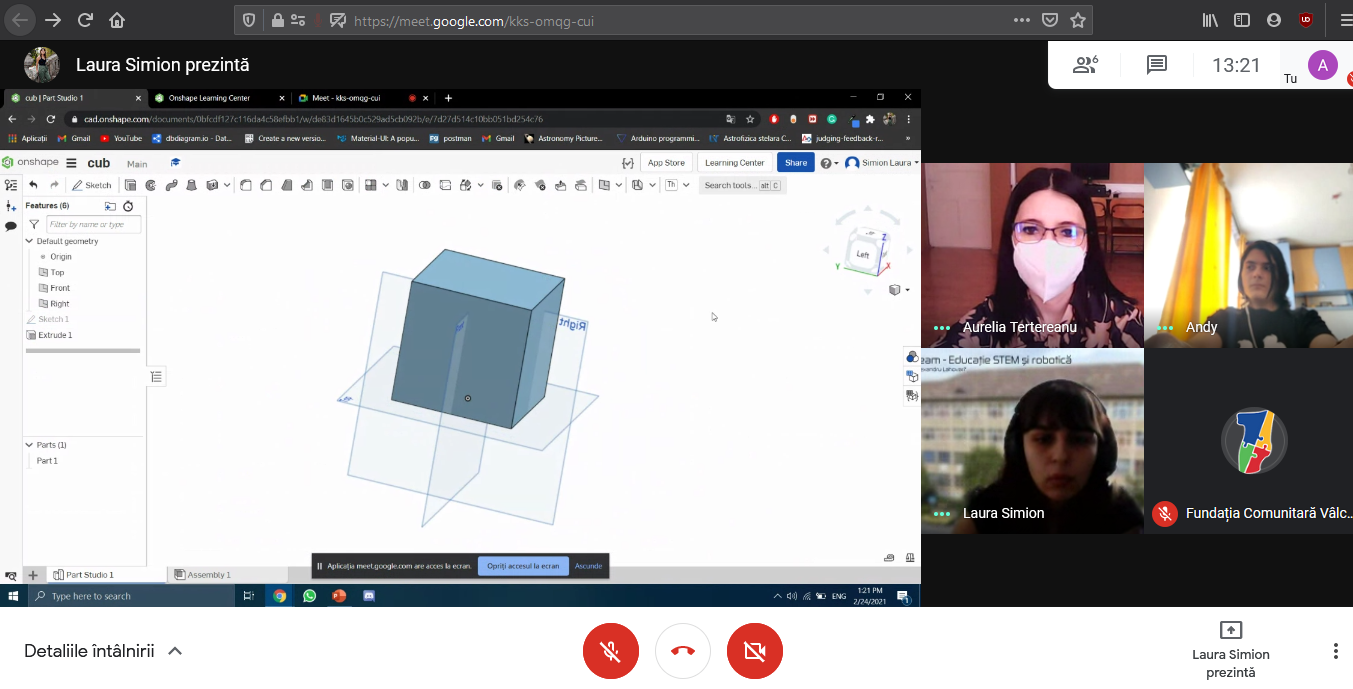 https://meet.google.com/kks-omqg-cui
Laura Simion prezintă
6
13:21
Tu
A
cub | Part Studio 1
Onshape Learning Center
Meet - kks-omqg-cui
cad.onshape.com/documents/0bfcdf127c116da4c58efbb1/w/de83d1645b0c529ad5cb092b/e/7d27d514c10bb051bd254c76
Aplicații
Gmail
YouTube
dbdiagram.io - Dat...
Create a new versio...
Material-UI: A popu...
postman
Gmail
Astronomy Picture...
Arduino programmi...
Astrofizica stelara C...
judging-feedback-r...
onshape
cub
Main
App Store
Learning Center
Share
Simion Laura
Sketch
Search tools... alt C
Features (6)
Filter by name or type
Default geometry
Origin
Top
Front
Right
Sketch 1
Extrude 1
Parts (1)
Part 1
Right
Left
Z
Y
X
Part Studio 1
Assembly 1
Aplicația meet.google.com are acces la ecran.
Opriți accesul la ecran
Ascunde
Type here to search
ENG
1:21 PM
2/24/2021
Aurelia Tertereanu
Andy
eam - Educație STEM și robotică
Laura Simion
Fundația Comunitară Vâlc...
Detaliile întâlnirii
Laura Simion
prezintă